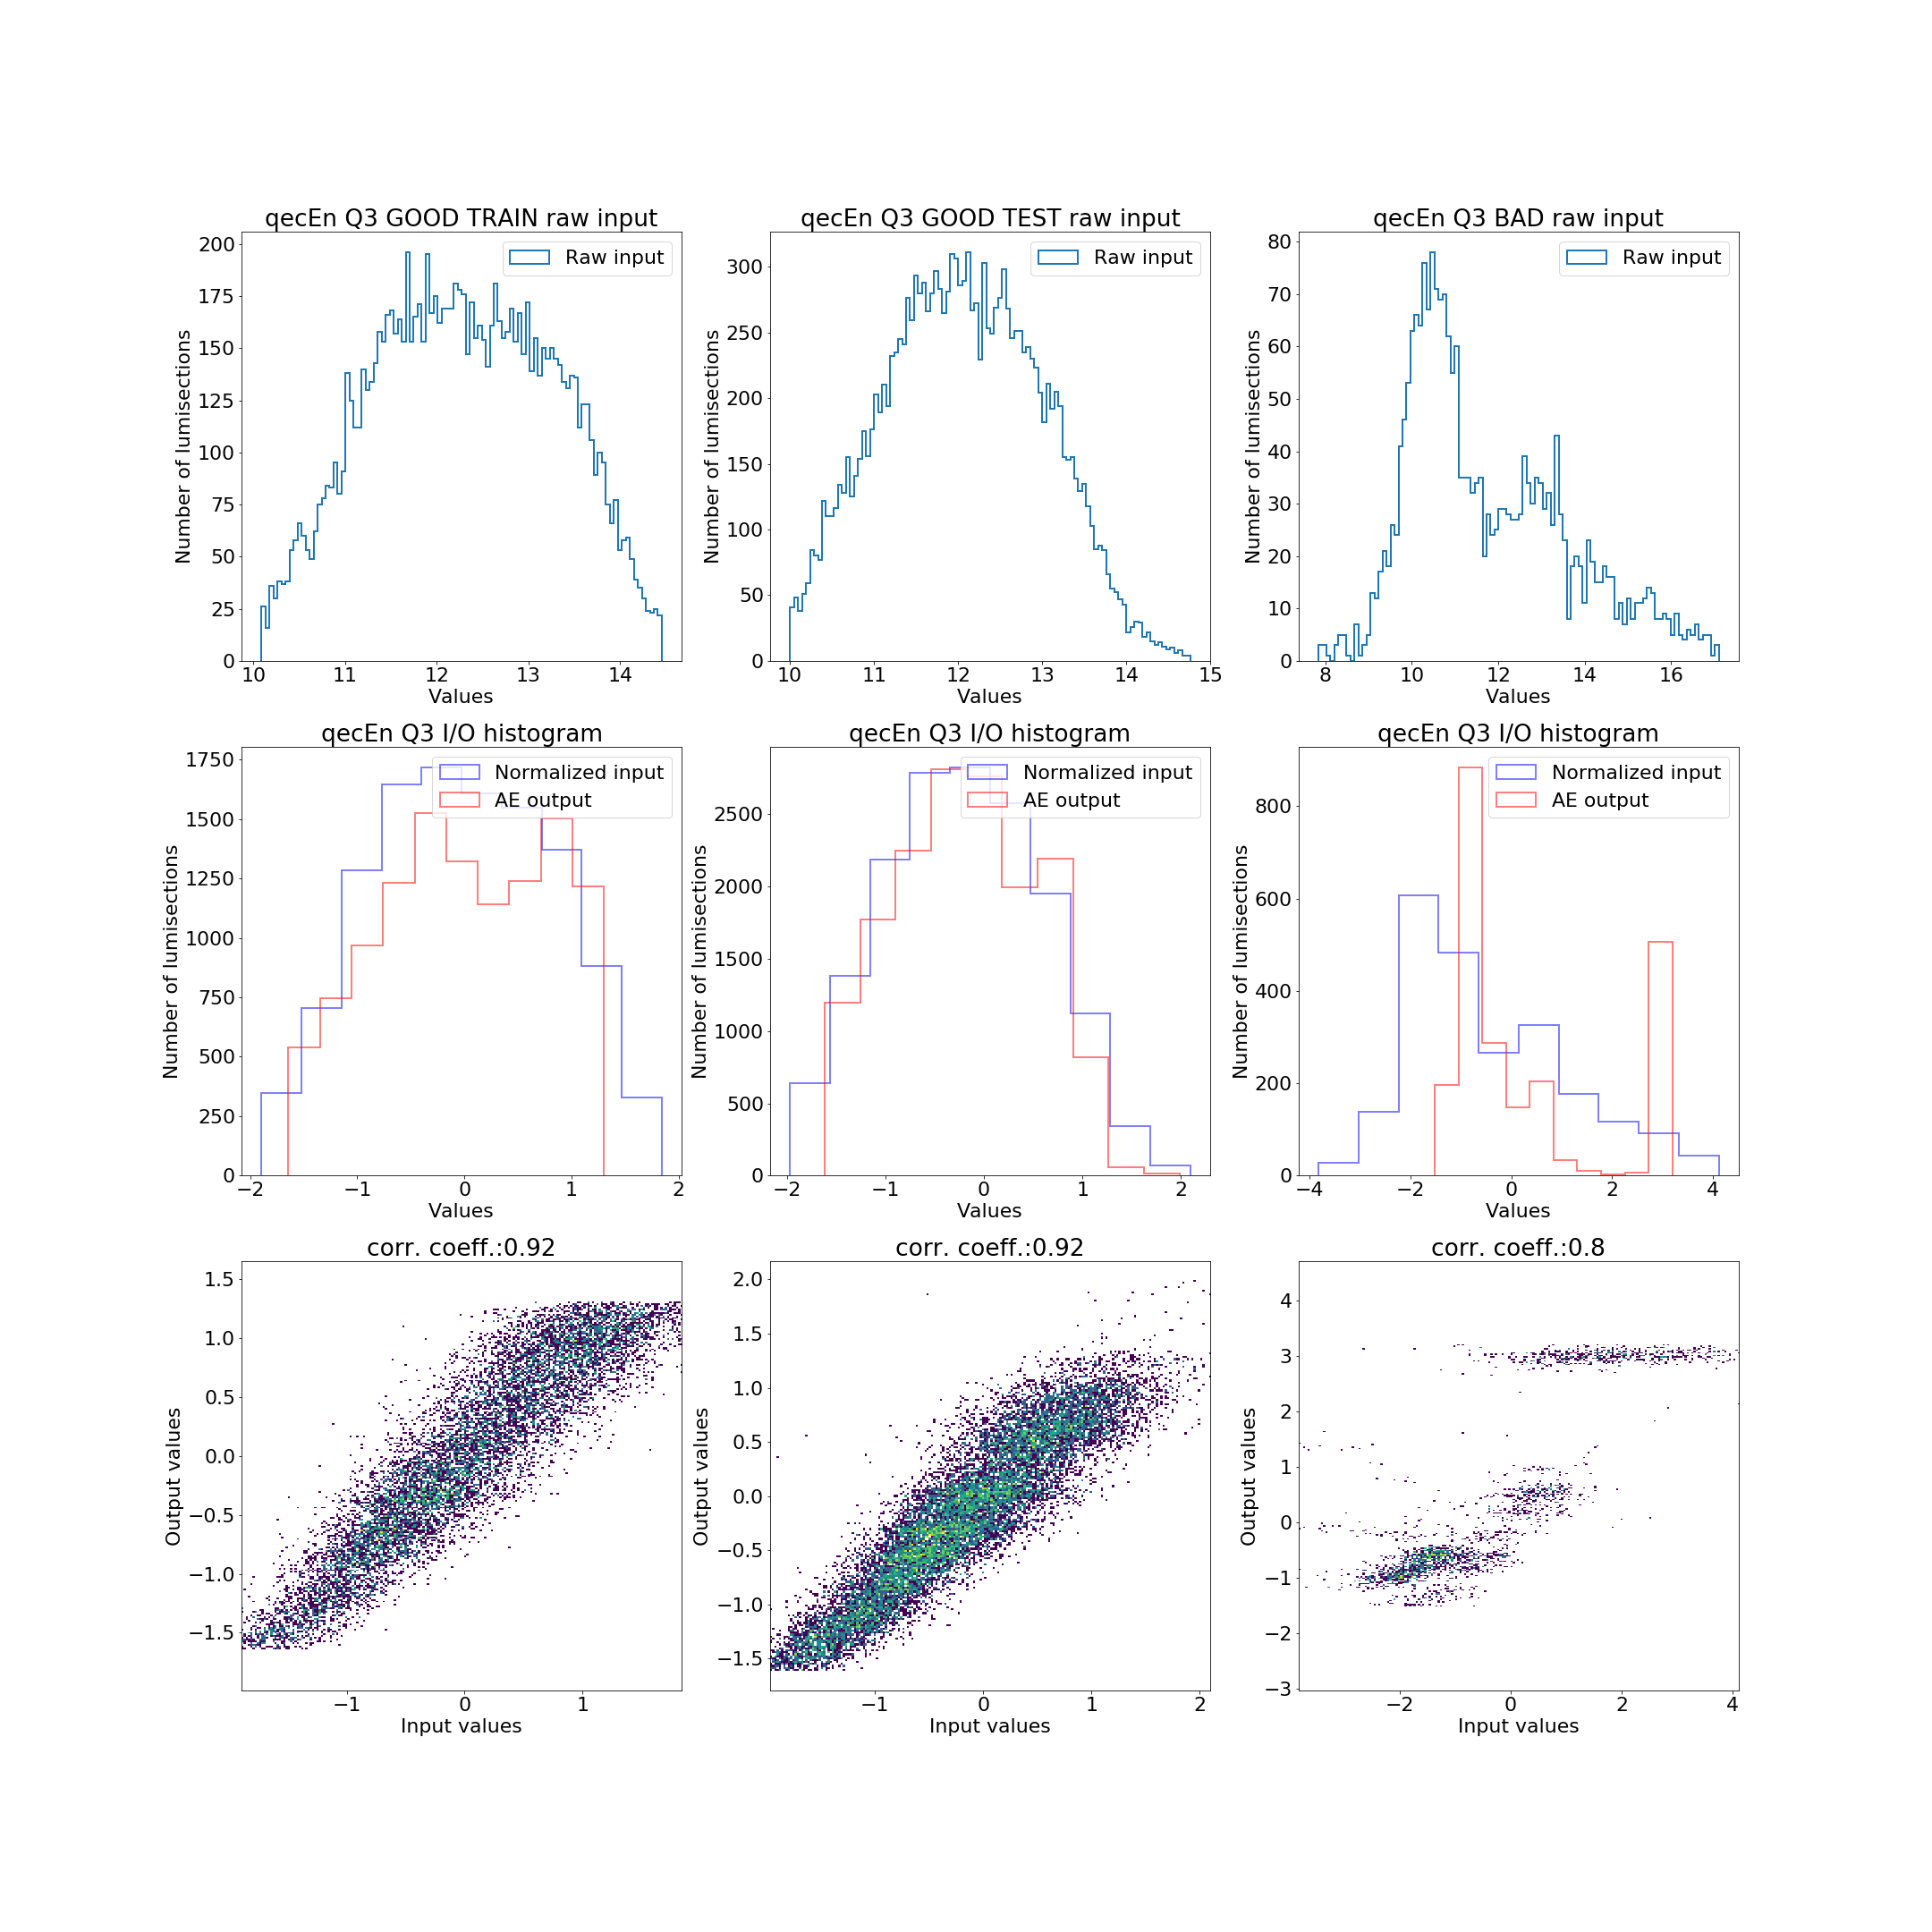 qecEn Q3 GOOD TRAIN raw input
200
175
150
125
100
75
50
25
0
Number of lumisections
Raw input
10 11 12 13 14
Values
qecEn Q3 GOOD TEST raw input
300
250
200
150
100
50
0
Number of lumisections
Raw input
10 11 12 13 14 15
Values
qecEn Q3 BAD raw input
80
70
60
50
40
30
20
10
0
Number of lumisections
Raw input
8 10 12 14 16
Values
qecEn Q3 I/O histogram
1750
1500
1250
1000
750
500
250
0
Number of lumisections
Normalized input
AE output
−2 −1 0 1 2
Values
qecEn Q3 I/O histogram
2500
2000
1500
1000
500
0
Number of lumisections
Normalized input
AE output
−2 −1 0 1 2
Values
qecEn Q3 I/O histogram
800
600
400
200
0
Number of lumisections
Normalized input
AE output
−4 −2 0 2 4
Values
corr. coeff.:0.92
1.5
1.0
0.5
0.0
−0.5
−1.0
−1.5
Output values
−1 0 1
Input values
corr. coeff.:0.92
2.0
1.5
1.0
0.5
0.0
−0.5
−1.0
−1.5
Output values
−1 0 1 2
Input values
corr. coeff.:0.8
4
3
2
1
0
−1
−2
−3
Output values
−2 0 2 4
Input values